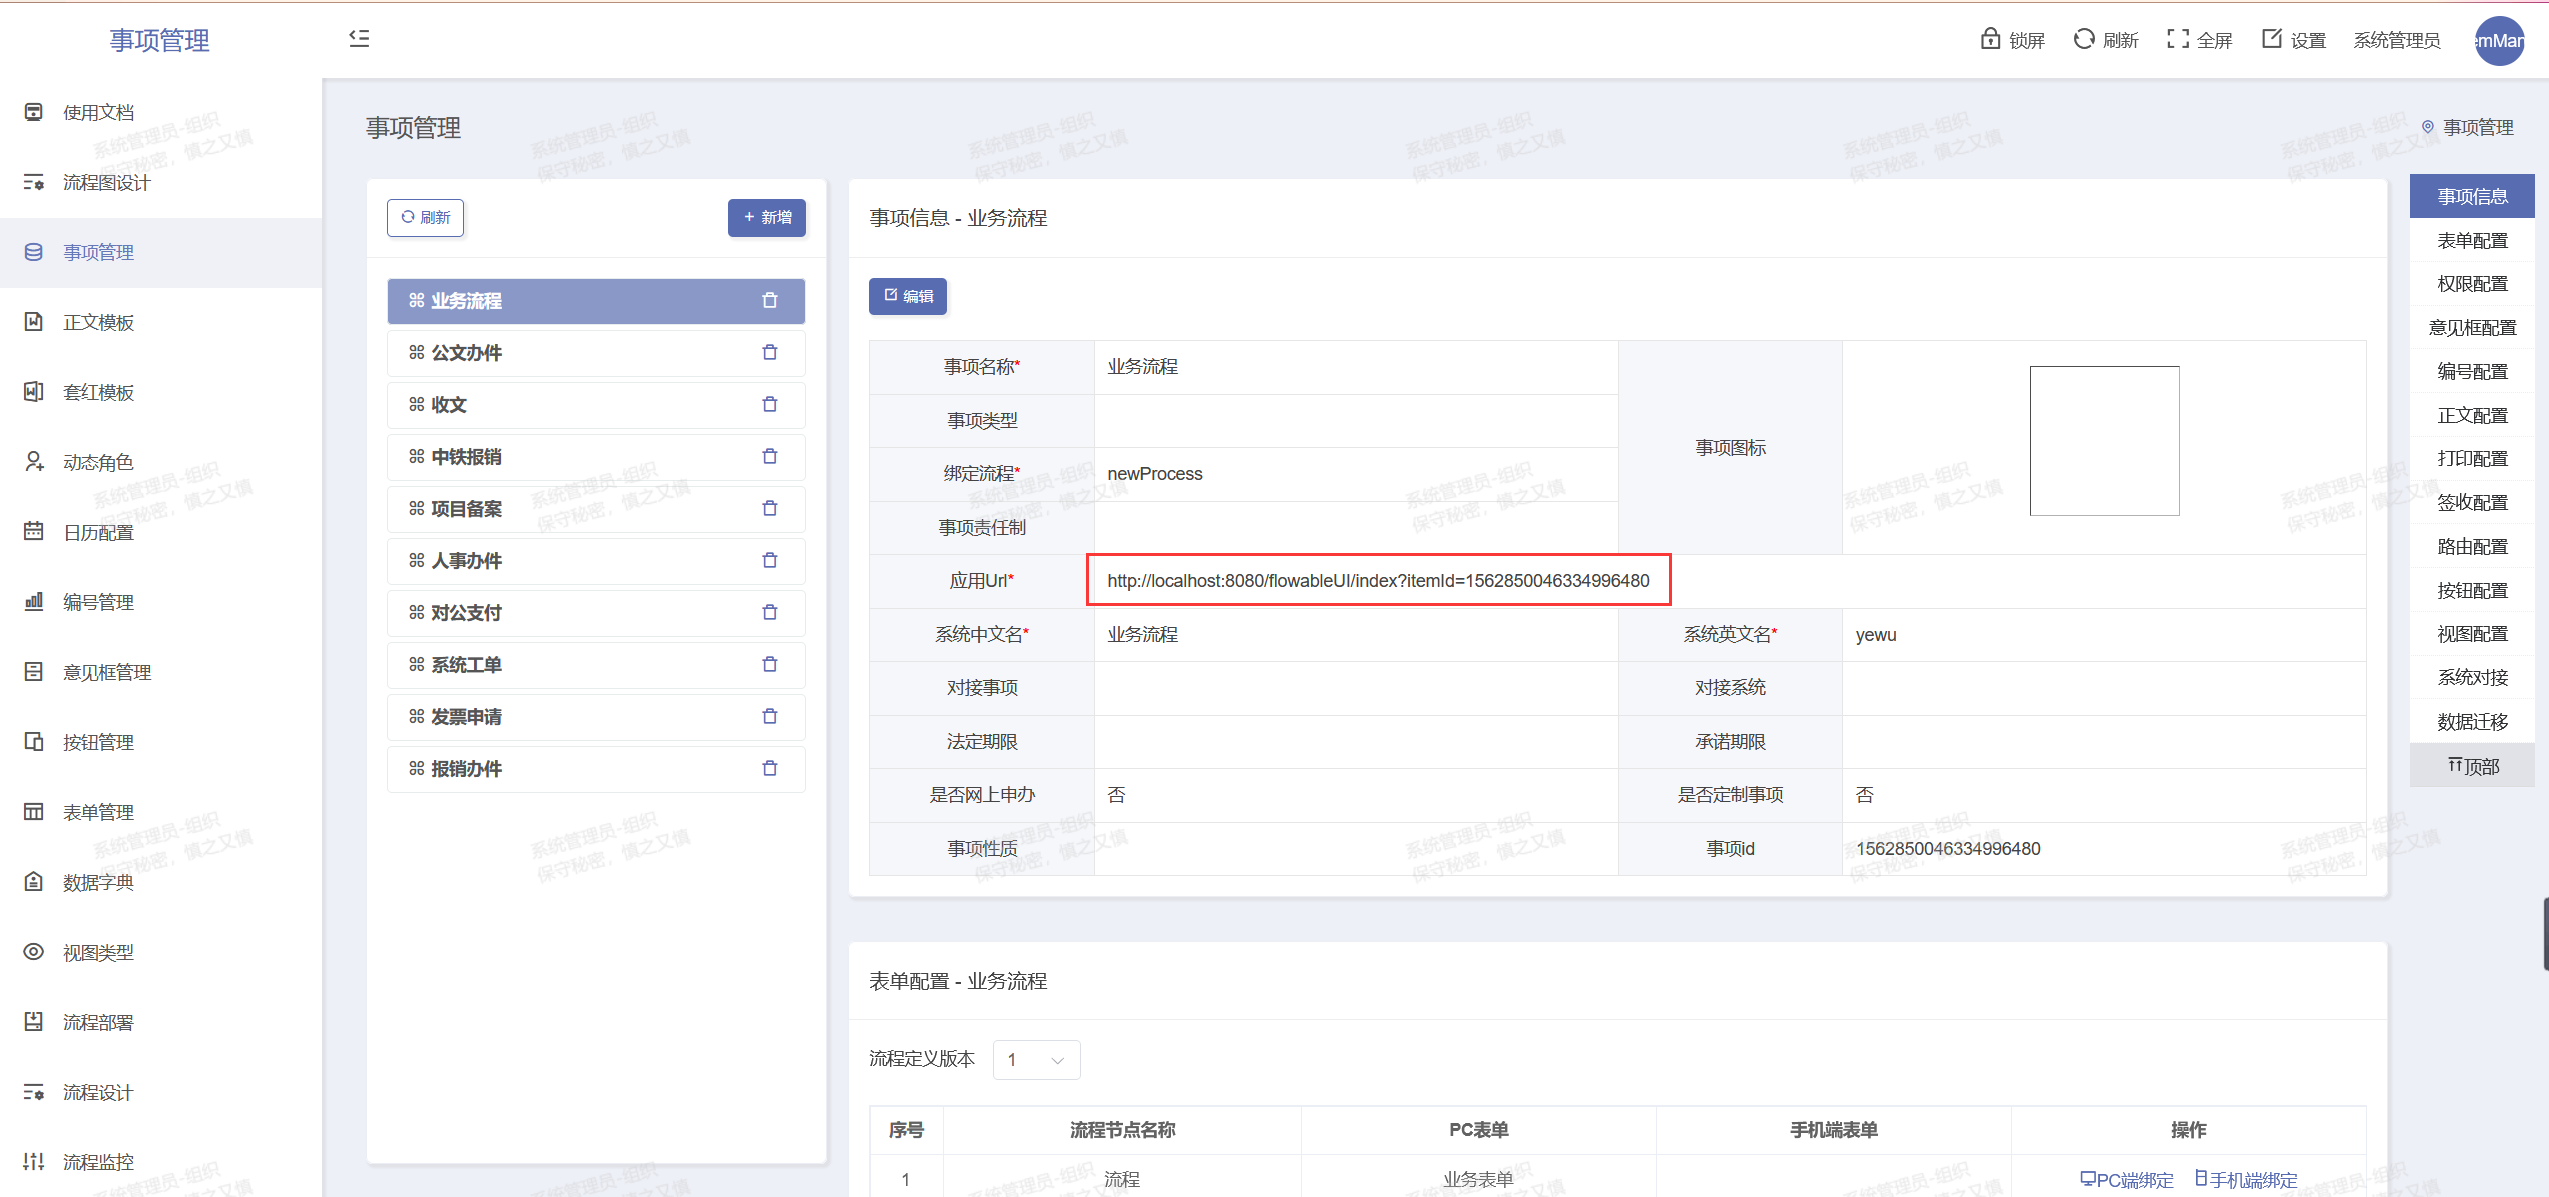 事项管理
锁屏
刷新
全屏
设置
系统管理员
emMan
使用文档
流程图设计
事项管理
正文模板
套红模板
动态角色
日历配置
编号管理
意见框管理
按钮管理
表单管理
数据字典
视图类型
流程部署
流程设计
流程监控
事项管理
事项管理
刷新
+ 新增
业务流程
公文办件
收文
中铁报销
项目备案
人事办件
对公支付
系统工单
发票申请
报销办件
事项信息 - 业务流程
编辑
事项名称* 业务流程
事项图标
事项类型
绑定流程* newProcess
事项责任制
应用Url* http://localhost:8080/flowableUI/index?itemId=1562850046334996480
系统中文名* 业务流程 系统英文名* yewu
对接事项 对接系统
法定期限 承诺期限
是否网上申办 否 是否定制事项 否
事项性质 事项id 1562850046334996480
表单配置 - 业务流程
流程定义版本 1
序号 流程节点名称 PC表单 手机端表单 操作
1 流程 业务表单 PC端绑定 手机端绑定
事项信息
表单配置
权限配置
意见框配置
编号配置
正文配置
打印配置
签收配置
路由配置
按钮配置
视图配置
系统对接
数据迁移
顶部
系统管理员-组织
保守秘密，慎之又慎